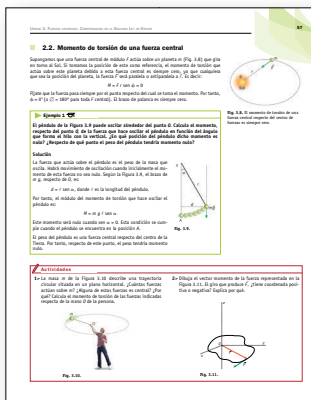 UNIDAD 3. FUERZAS CENTRALES. COMPROBACIÓN DE LA SEGUNDA LEY DE KEPLER
57
2.2. Momento de torsión de una fuerza central
Supongamos que una fuerza central de módulo F actúa sobre un planeta m (Fig. 3.8) que gira
en torno al Sol. Si tomamos la posición de este como referencia, el momento de torsión que
actúa sobre este planeta debido a esta fuerza central es siempre cero, ya que cualquiera
que sea la posición del planeta, la fuerza F será paralela o antiparalela a r. Es decir:
M = F r sen ϕ = 0
Fíjate que la fuerza pasa siempre por el punto respecto del cual se toma el momento. Por tanto,
ϕ = 0° (o = 180° para toda F central). El brazo de palanca es siempre cero.
Fig. 3.8. El momento de torsión de una
fuerza central respecto del centro de
fuerzas es siempre cero.
Ejemplo 1
El péndulo de la Figura 3.9 puede oscilar alrededor del punto O. Calcula el momento,
respecto del punto O, de la fuerza que hace oscilar el péndulo en función del ángulo
que forma el hilo con la vertical. ¿En qué posición del péndulo dicho momento es
nulo? ¿Respecto de qué punto el peso del péndulo tendría momento nulo?
Solución
La fuerza que actúa sobre el péndulo es el peso de la masa que
oscila. Habrá movimiento de oscilación cuando inicialmente el mo-
mento de esta fuerza no sea nulo. Según la Figura 3.9, el brazo de
m g, respecto de O, es:
d = r sen α, donde r es la longitud del péndulo.
Por tanto, el módulo del momento de torsión que hace oscilar el
péndulo es:
M = m g r sen α
Este momento será nulo cuando sen α = 0. Esta condición se cum-
ple cuando el péndulo se encuentra en la posición A.
El peso del péndulo es una fuerza central respecto del centro de la
Tierra. Por tanto, respecto de este punto, el peso tendría momento
nulo.
Fig. 3.9.
Actividades
1> La masa m de la Figura 3.10 describe una trayectoria
circular situada en un plano horizontal. ¿Cuántas fuerzas
actúan sobre m? ¿Alguna de estas fuerzas es central? ¿Por
qué? Calcula el momento de torsión de las fuerzas indicadas
respecto de la mano O de la persona.
2> Dibuja el vector momento de la fuerza representada en la
Figura 3.11. El giro que produce F, ¿tiene coordenada posi-
tiva o negativa? Explica por qué.
Fig. 3.10.
Fig. 3.11.